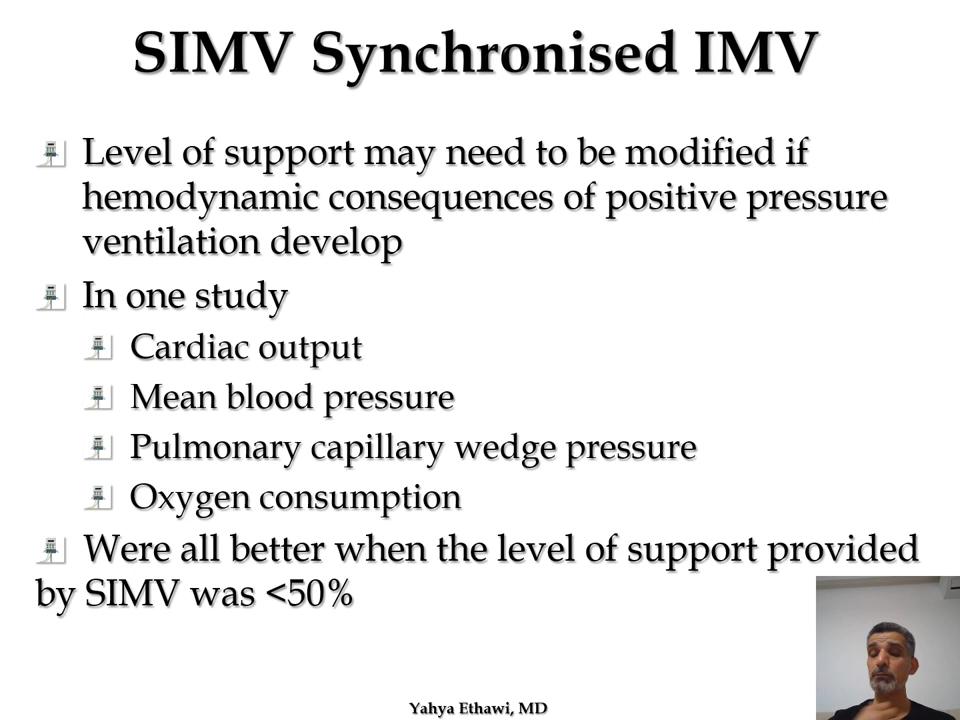 SIMV Synchronised IMV
Level of support may need to be modified if
hemodynamic consequences of positive pressure
ventilation develop
In one study
Cardiac output
Mean blood pressure
Pulmonary capillary wedge pressure
Oxygen consumption
Were all better when the level of support provided
by SIMV was <50%
Yahya Ethawi, MD